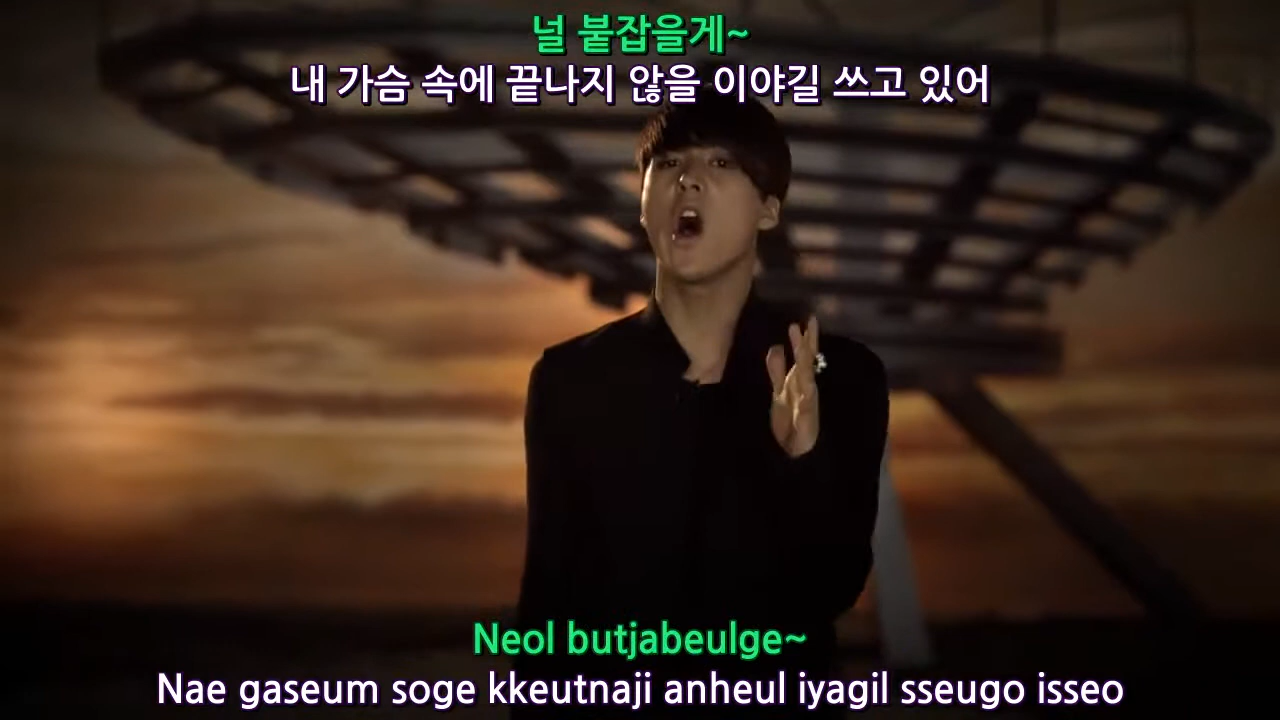 널 붙잡을게~
내 가슴 속에 끝나지 않을 이야길 쓰고 있어
Neol butjabeulge~
Nae gaseum soge kkeutnaji anheul iyagil sseugo isseo